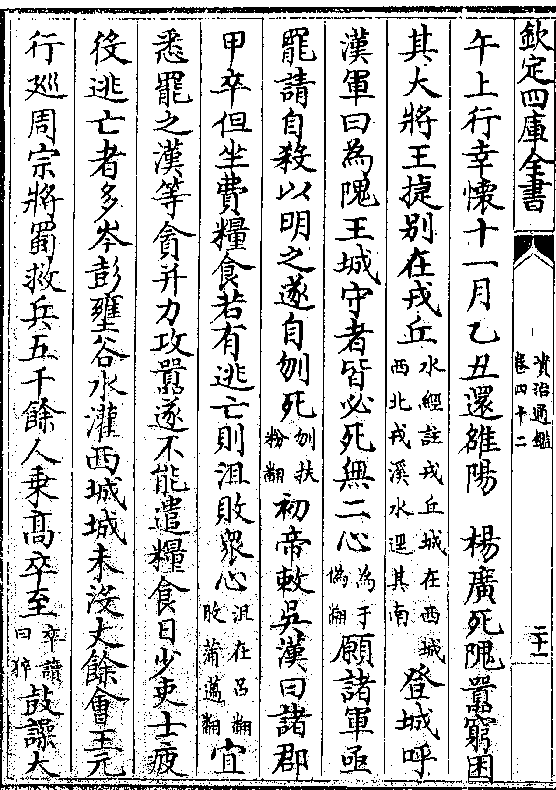 欽定四庫全書
資治通鑑
卷四十二
二十一
午上行幸懷十一月乙丑還雒陽 楊廣死隗囂窮困
其大將王捷别在戎丘水經註戎丘城在西城西北戎溪水逕其南登城呼
漢軍曰為隗王城守者皆必死無二心為于偽翻願諸軍亟
罷請自殺以明之遂自刎死刎扶粉翻初帝敕吳漢曰諸郡
甲卒但坐費糧食若有逃亡則沮敗衆心沮在吕翻敗蒲邁翻宜
悉罷之漢等貪并力攻囂遂不能遣糧食日少吏士疲
役逃亡者多岑彭壅谷水灌西城城未沒丈餘會王元
行廵周宗將蜀救兵五千餘人乗髙卒至卒讀曰猝鼓譟大